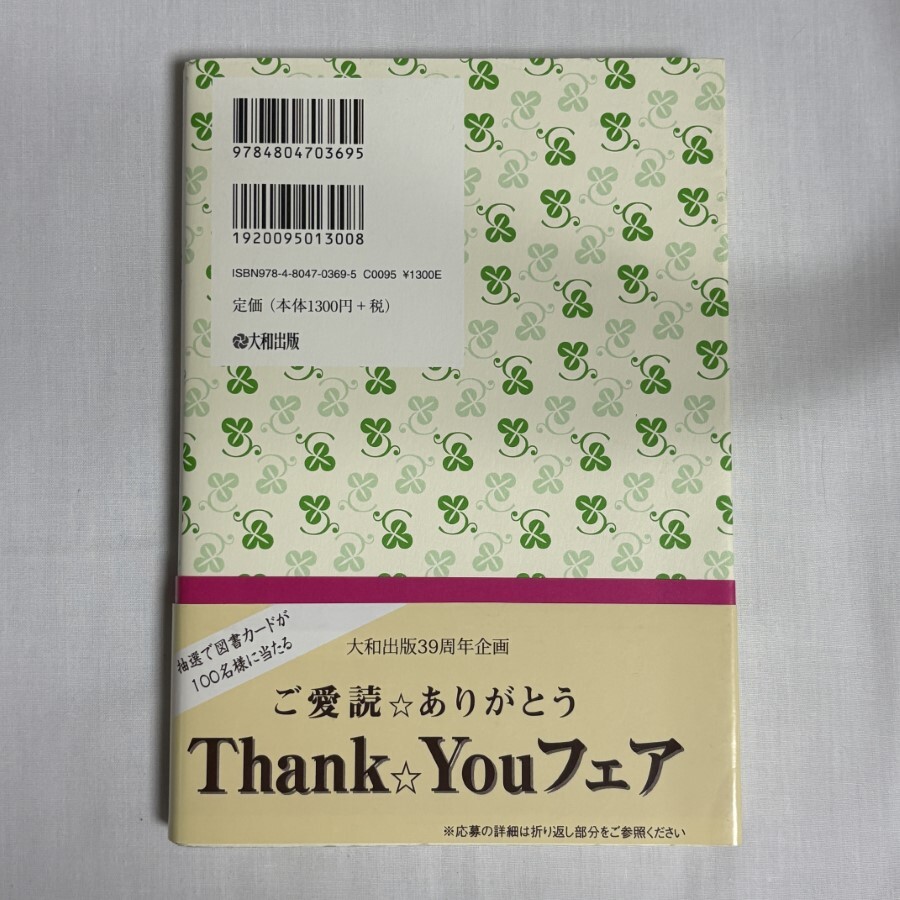 9784804703695
1920095013008
ISBN978-4-8047-0369-5 C0095 ¥1300E
定価（本体1300円＋税）
大和出版
抽選で図書カードが
100名様に当たる
大和出版39周年企画
ご愛読☆ありがとう
Thank☆Youフェア
※応募の詳細は折り返し部分をご参照ください